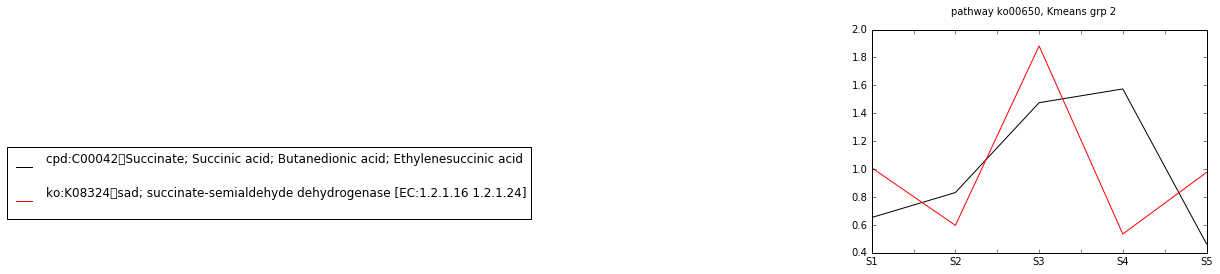 pathway ko00650, Kmeans grp 2
2.0
1.8
1.6
1.4
1.2
1.0
0.8
0.6
0.4
S1 S2 S3 S4 S5
cpd:C00042▯Succinate; Succinic acid; Butanedionic acid; Ethylenesuccinic acid
ko:K08324▯sad; succinate-semialdehyde dehydrogenase [EC:1.2.1.16 1.2.1.24]